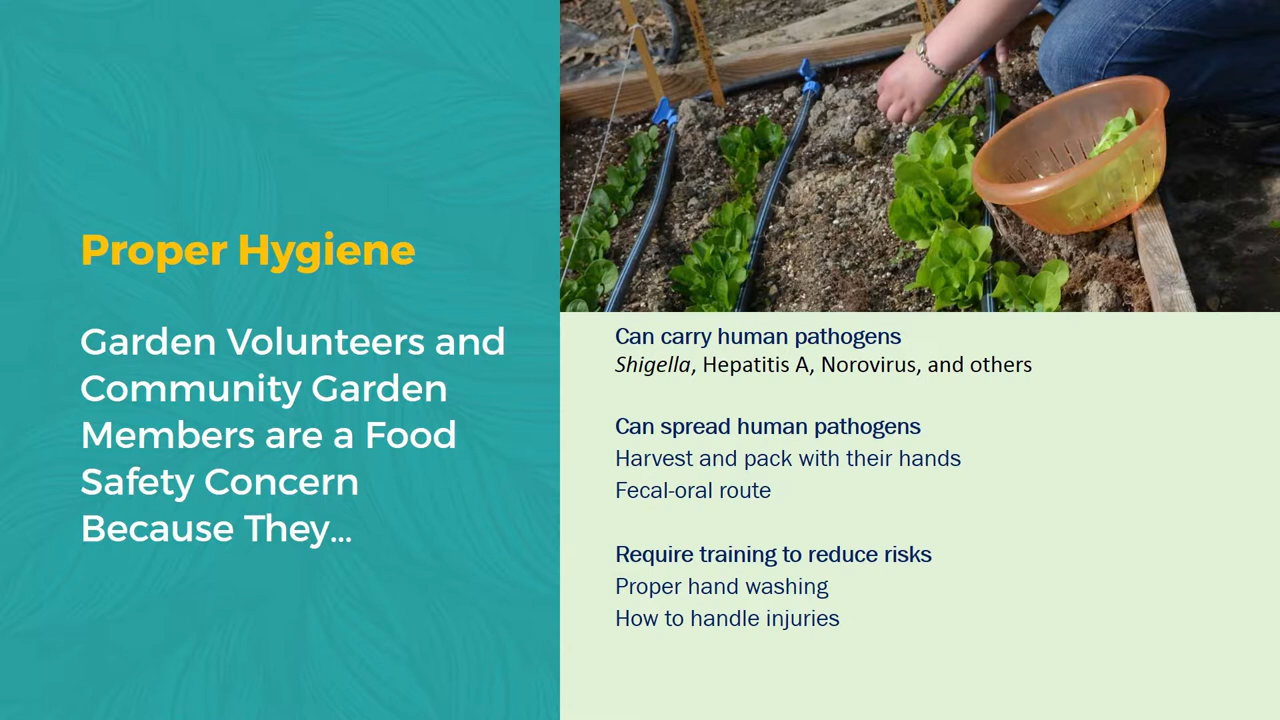 Proper Hygiene
Garden Volunteers and
Community Garden
Members are a Food
Safety Concern
Because They...
Can carry human pathogens
Shigella, Hepatitis A, Norovirus, and others
Can spread human pathogens
Harvest and pack with their hands
Fecal-oral route
Require training to reduce risks
Proper hand washing
How to handle injuries